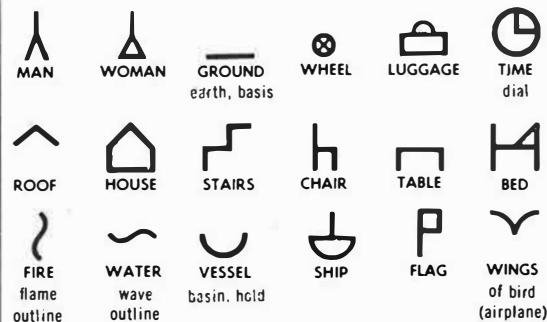 MAN WOMAN GROUND WHEEL LUGGAGE TIME
earth, basis dial
ROOF HOUSE STAIRS CHAIR TABLE BED
FIRE WATER VESSEL SHIP FLAG WINGS
flame wave basin, hold of bird
outline outline (airplane)